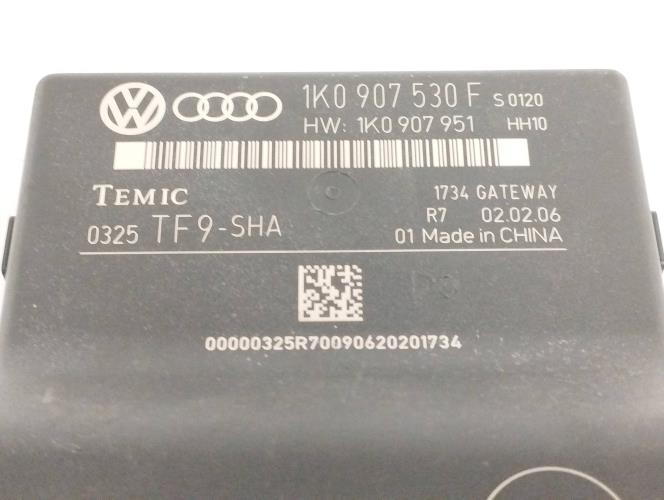 1K0 907 530 F S 0120
HW: 1K0 907 951 HH10
TEMIC 1734 GATEWAY
R7 02.02.06
0325 TF9-SHA 01 Made in CHINA
00000325R70090620201734